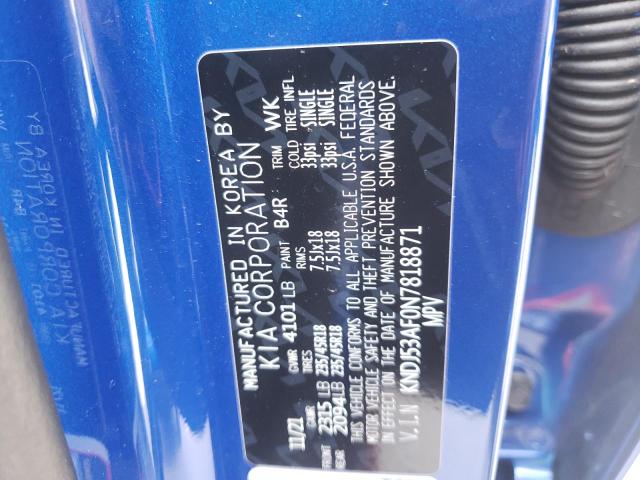 MANUFACTURED IN KOREA BY
KIA CORPORATION
11/21 GVWR 4101 LB PAINT B4R TRIM WK
GAWR TIRES RIMS COLD TIRE INFL
FRONT 2315 LB 235/45R18 7.5JX18 33psi SINGLE
REAR 2094 LB 235/45R18 7.5JX18 33psi SINGLE
THIS VEHICLE CONFORMS TO ALL APPLICABLE U.S.A. FEDERAL
MOTOR VEHICLE SAFETY AND THEFT PREVENTION STANDARDS
IN EFFECT ON THE DATE OF MANUFACTURE SHOWN ABOVE.
V.I.N KNDJ53AF0N7818871
MPV